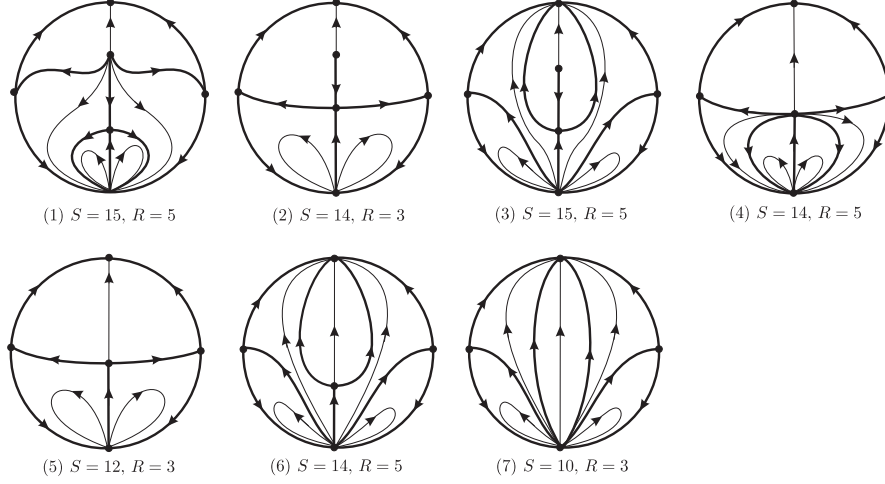 (1) S = 15, R = 5
(2) S = 14, R = 3
(3) S = 15, R = 5
(4) S = 14, R = 5
(5) S = 12, R = 3
(6) S = 14, R = 5
(7) S = 10, R = 3